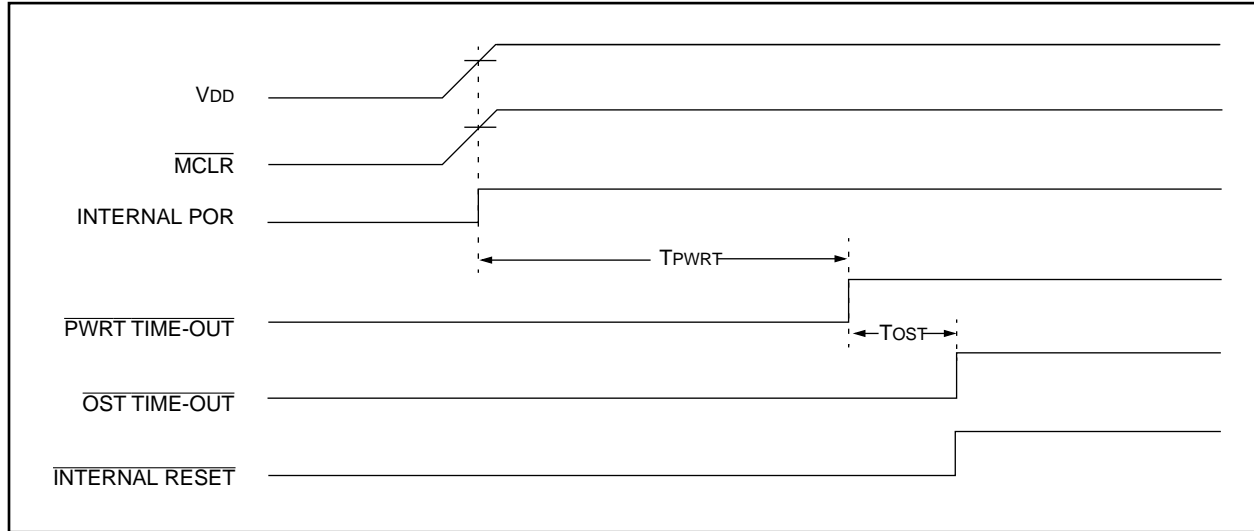 VDD
MCLR
INTERNAL POR
TPWRT
PWRT TIME-OUT
TOST
OST TIME-OUT
INTERNAL RESET